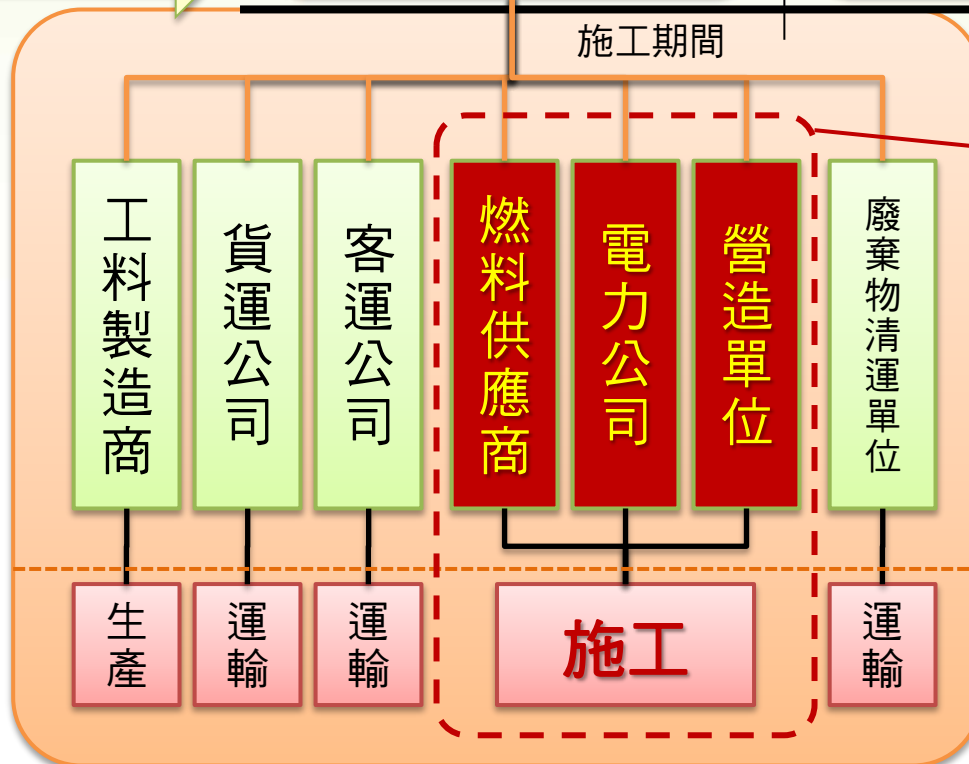 施工期間
工料製造商
貨運公司
客運公司
燃料供應商
電力公司
營造單位
廢棄物清運單位
生產
運輸
運輸
施工
運輸